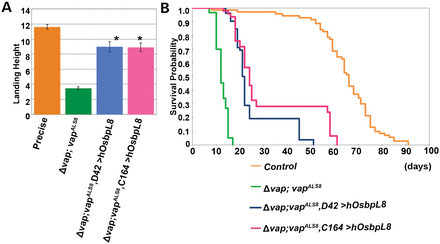 A
Landing Height
14
12
10
8
6
4
2
0
*
*
Precise
Δvap; vapALS8
Δvap;vapALS8,D42 >hOsbpL8
Δvap;vapALS8,C164 >hOsbpL8
B
Survival Probability
1.0
0.9
0.8
0.7
0.6
0.5
0.4
0.3
0.2
0.1
0
10 20 30 40 50 60 70 80 90 (days)
Control
Δvap; vapALS8
Δvap;vapALS8,D42 >hOsbpL8
Δvap;vapALS8,C164 >hOsbpL8